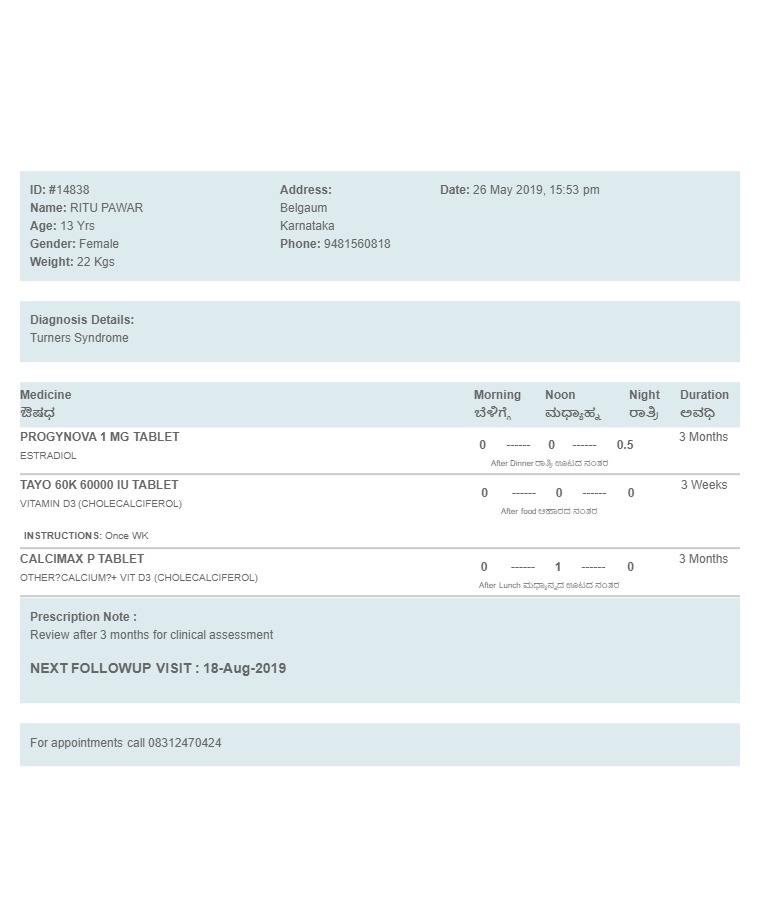 ID: #14838
Name: RITU PAWAR
Age: 13 Yrs
Gender: Female
Weight: 22 Kgs
Address:
Belgaum
Karnataka
Phone: 9481560818
Date: 26 May 2019, 15:53 pm
Diagnosis Details:
Turners Syndrome
Medicine Morning Noon Night Duration
ಔಷಧ ಬೆಳಿಗ್ಗೆ ಮಧ್ಯಾಹ್ನ ರಾತ್ರಿ ಅವಧಿ
PROGYNOVA 1 MG TABLET 0 ------ 0 ------ 0.5 3 Months
ESTRADIOL After Dinner ರಾತ್ರಿ ಊಟದ ನಂತರ
TAYO 60K 60000 IU TABLET 0 ------ 0 ------ 0 3 Weeks
VITAMIN D3 (CHOLECALCIFEROL) After food ಆಹಾರದ ನಂತರ
INSTRUCTIONS: Once WK
CALCIMAX P TABLET 0 ------ 1 ------ 0 3 Months
OTHER?CALCIUM?+ VIT D3 (CHOLECALCIFEROL) After Lunch ಮಧ್ಯಾನ್ನದ ಊಟದ ನಂತರ
Prescription Note :
Review after 3 months for clinical assessment
NEXT FOLLOWUP VISIT : 18-Aug-2019
For appointments call 08312470424